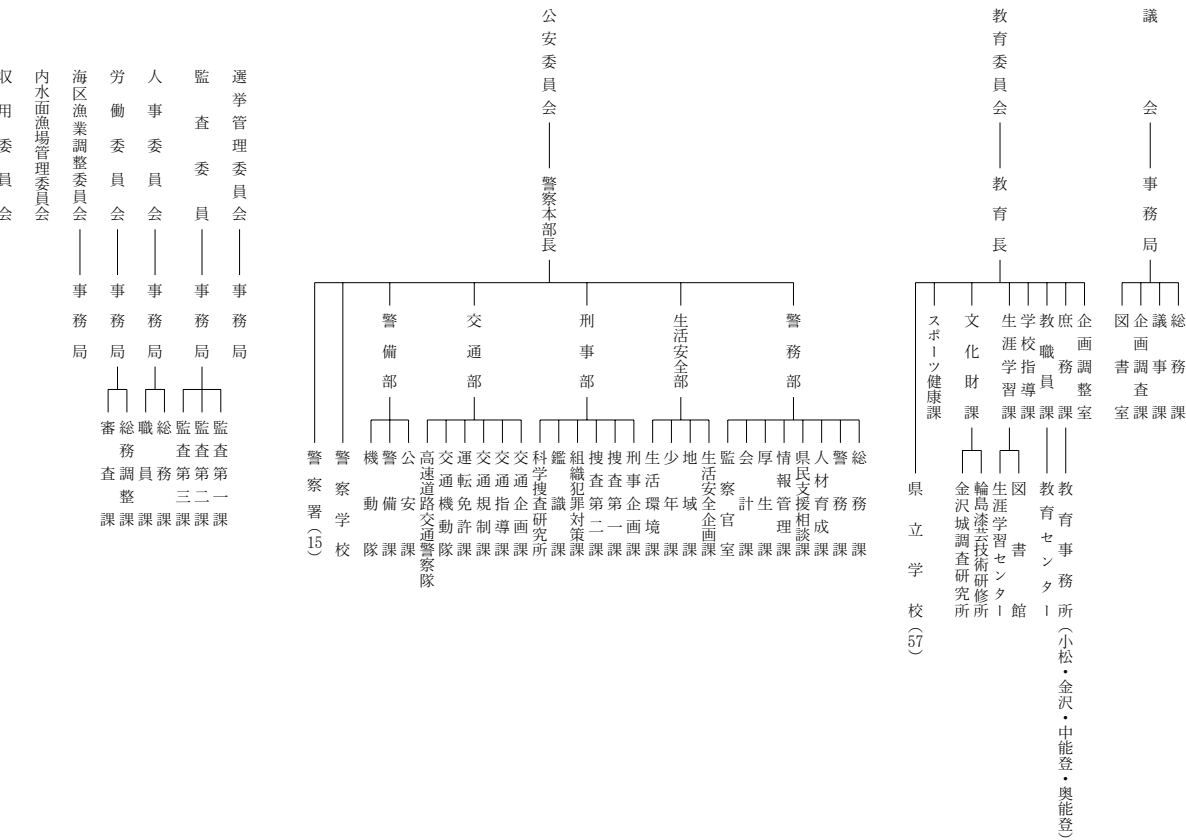 議会
事務局
総務課
議事課
企画調査課
図書室
教育委員会
教育長
企画調整室
庶務課
教育事務所(小松・金沢・中能登・奥能登)
教職員課
教育センター
学校指導課
生涯学習課
図書館
生涯学習センター
文化財課
輪島漆芸技術研修所
金沢城調査研究所
スポーツ健康課
県立学校(57)
公安委員会
警察本部長
警務部
総務課
警務課
人材育成課
県民支援相談課
情報管理課
厚生課
会計課
監察官室
生活安全部
生活安全企画課
地域課
少年課
生活環境課
刑事部
刑事企画課
捜査第一課
捜査第二課
組織犯罪対策課
鑑識課
科学捜査研究所
交通部
交通企画課
交通指導課
交通規制課
運転免許課
交通機動隊
高速道路交通警察隊
警備部
公安課
警備課
機動隊
警察学校
警察署(15)
選挙管理委員会
事務局
監査委員
事務局
監査第一課
監査第二課
監査第三課
人事委員会
事務局
総務課
職員課
労働委員会
事務局
総務調整課
審査課
海区漁業調整委員会
事務局
内水面漁場管理委員会
収用委員会